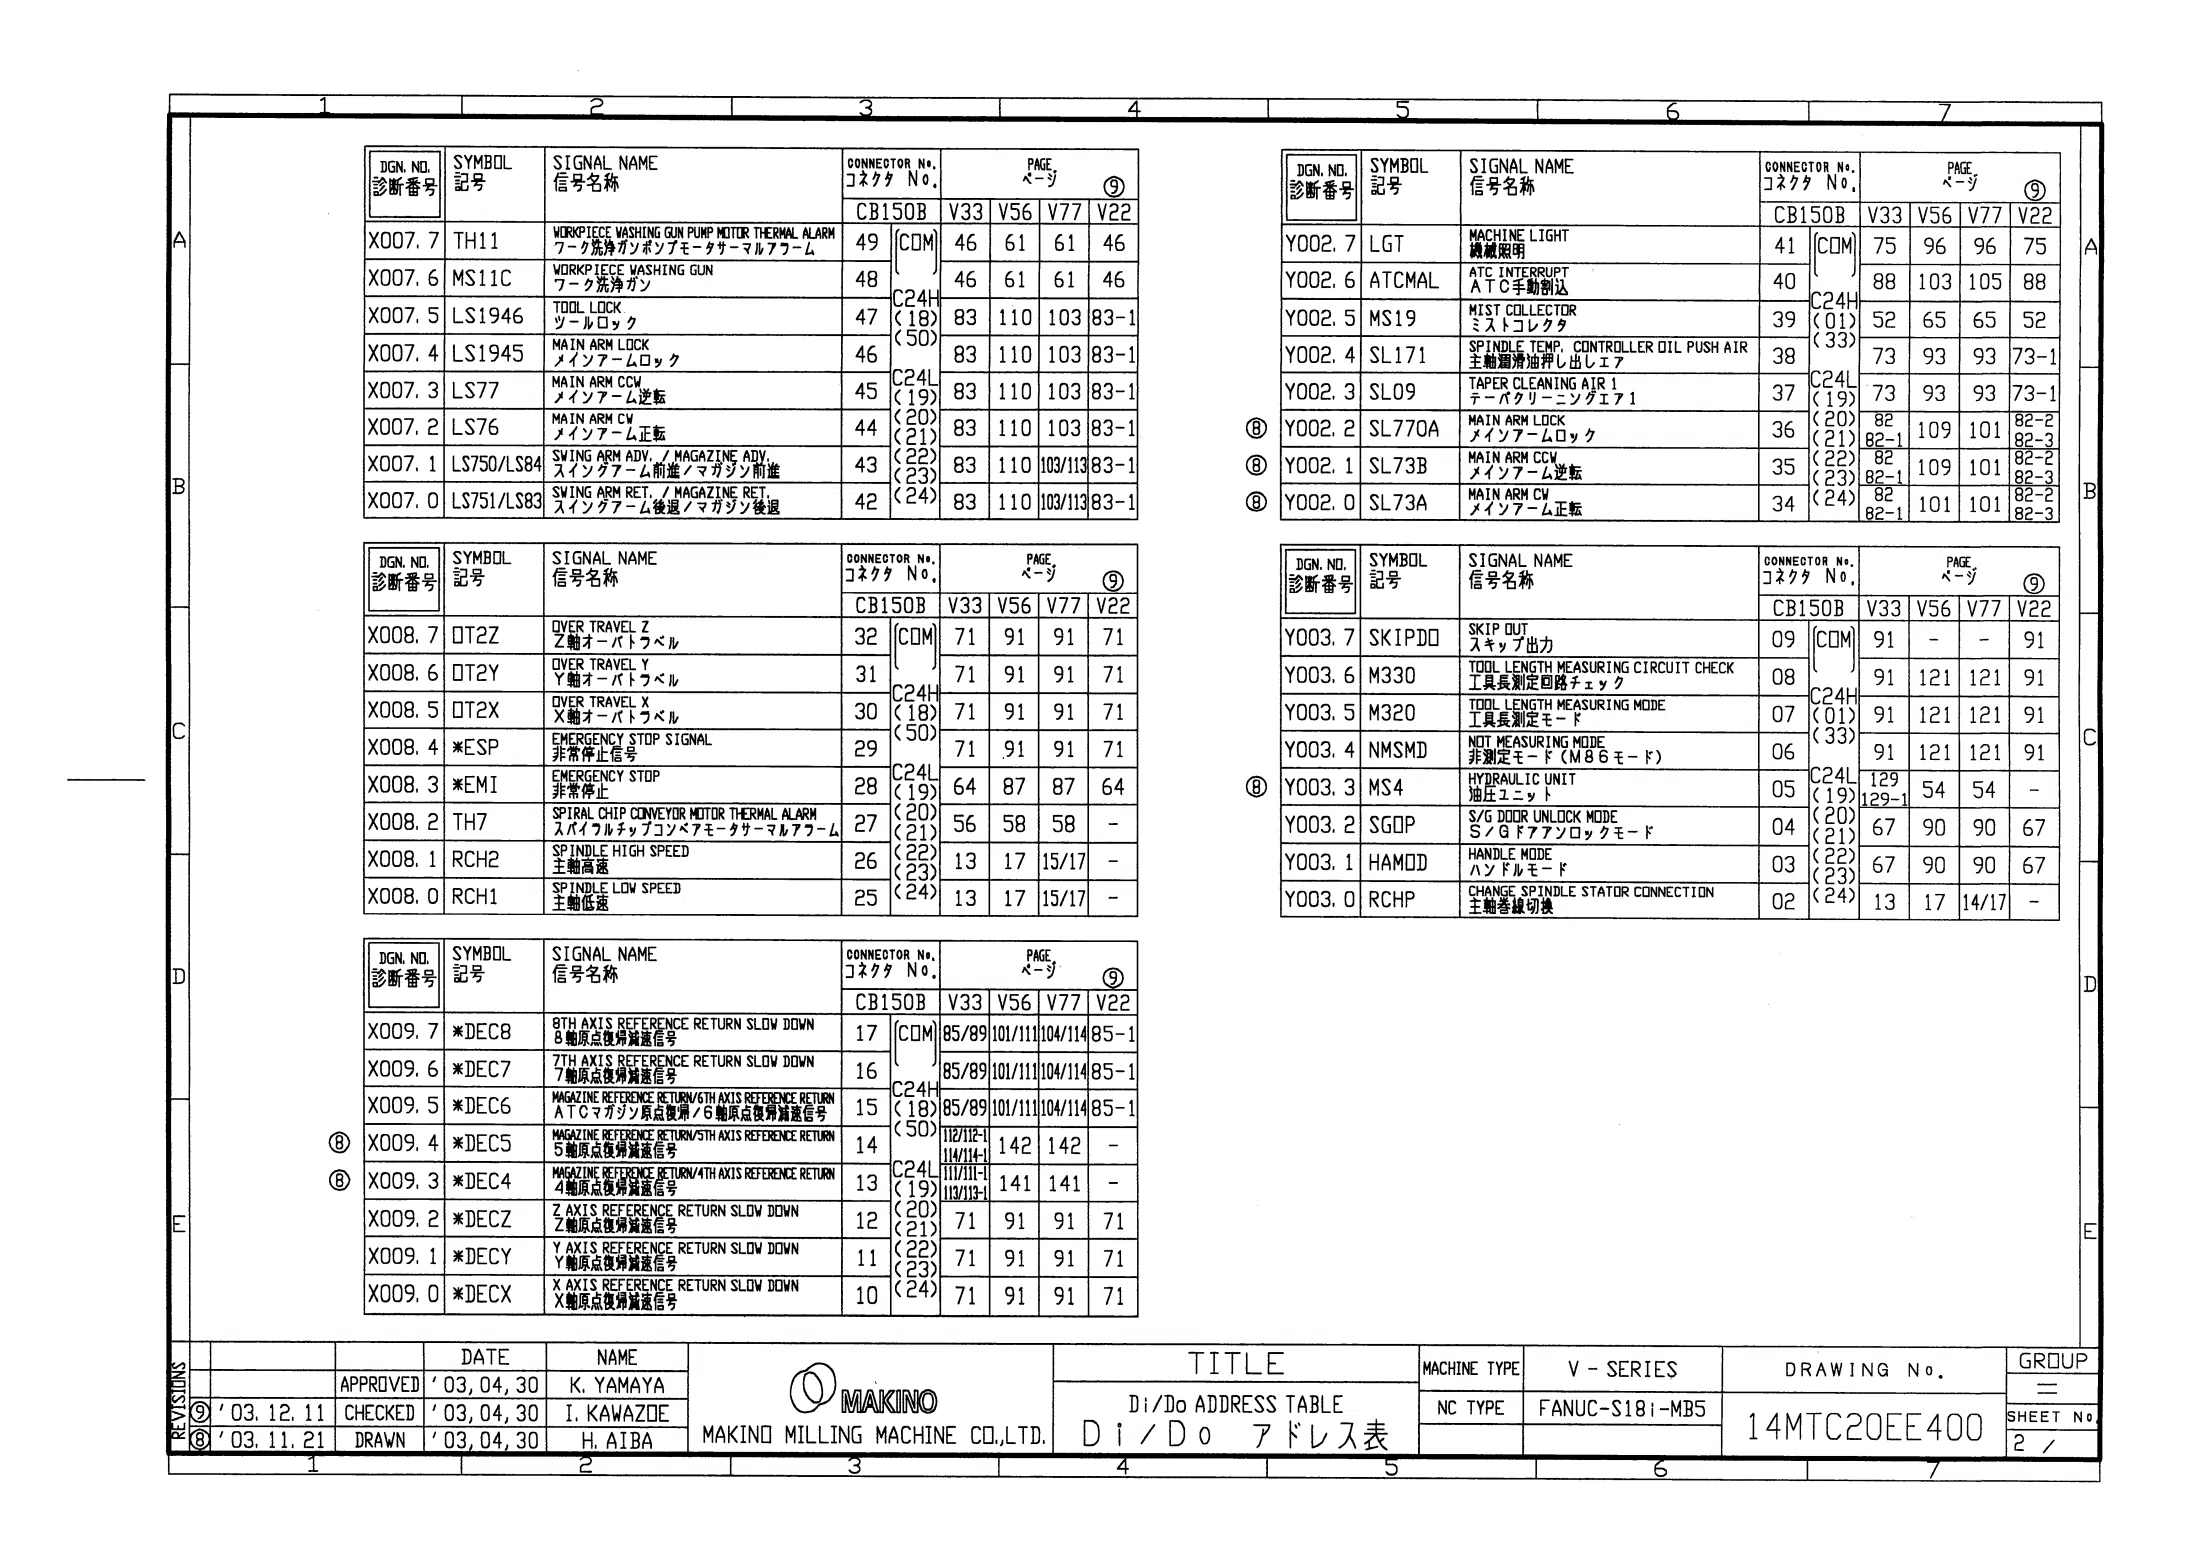 1 2 3 4 5 6 7
A B C D E
DGN. NO. SYMBOL SIGNAL NAME CONNECTOR No. PAGE
診断番号 記号 信号名称 コネクタ No. ページ ⑨
CB150B V33 V56 V77 V22
X007.7 TH11 WORKPIECE WASHING GUN PUMP MOTOR THERMAL ALARM 49 (COM) 46 61 61 46
ワーク洗浄ガンポンプモータサーマルアラーム
X007.6 MS11C WORKPIECE WASHING GUN 48 46 61 61 46
ワーク洗浄ガン
C24H
X007.5 LS1946 TOOL LOCK 47 (18) 83 110 103 83-1
ツールロック
(50)
X007.4 LS1945 MAIN ARM LOCK 46 83 110 103 83-1
メインアームロック
C24L
X007.3 LS77 MAIN ARM CCW 45 (19) 83 110 103 83-1
メインアーム逆転
(20)
X007.2 LS76 MAIN ARM CW 44 (21) 83 110 103 83-1
メインアーム正転
(22)
X007.1 LS750/LS84 SWING ARM ADV. / MAGAZINE ADV. 43 (23) 83 110 103/113 83-1
スイングアーム前進/マガジン前進
X007.0 LS751/LS83 SWING ARM RET. / MAGAZINE RET. 42 (24) 83 110 103/113 83-1
スイングアーム後退/マガジン後退
DGN. NO. SYMBOL SIGNAL NAME CONNECTOR No. PAGE
診断番号 記号 信号名称 コネクタ No. ページ ⑨
CB150B V33 V56 V77 V22
X008.7 OT2Z OVER TRAVEL Z 32 (COM) 71 91 91 71
Z軸オーバトラベル
X008.6 OT2Y OVER TRAVEL Y 31 71 91 91 71
Y軸オーバトラベル
C24H
X008.5 OT2X OVER TRAVEL X 30 (18) 71 91 91 71
X軸オーバトラベル
(50)
X008.4 *ESP EMERGENCY STOP SIGNAL 29 71 91 91 71
非常停止信号
C24L
X008.3 *EMI EMERGENCY STOP 28 (19) 64 87 87 64
非常停止
(20)
X008.2 TH7 SPIRAL CHIP CONVEYOR MOTOR THERMAL ALARM 27 (21) 56 58 58 -
スパイラルチップコンベアモータサーマルアラーム
(22)
X008.1 RCH2 SPINDLE HIGH SPEED 26 (23) 13 17 15/17 -
主軸高速
X008.0 RCH1 SPINDLE LOW SPEED 25 (24) 13 17 15/17 -
主軸低速
DGN. NO. SYMBOL SIGNAL NAME CONNECTOR No. PAGE
診断番号 記号 信号名称 コネクタ No. ページ ⑨
CB150B V33 V56 V77 V22
X009.7 *DEC8 8TH AXIS REFERENCE RETURN SLOW DOWN 17 (COM) 85/89 101/111 104/114 85-1
8軸原点復帰減速信号
X009.6 *DEC7 7TH AXIS REFERENCE RETURN SLOW DOWN 16 85/89 101/111 104/114 85-1
7軸原点復帰減速信号
C24H
X009.5 *DEC6 MAGAZINE REFERENCE RETURN/6TH AXIS REFERENCE RETURN 15 (18) 85/89 101/111 104/114 85-1
ATCマガジン原点復帰/6軸原点復帰減速信号
(50)
⑧ X009.4 *DEC5 MAGAZINE REFERENCE RETURN/5TH AXIS REFERENCE RETURN 14 112/112-1 142 142 -
5軸原点復帰減速信号 114/114-1
C24L
⑧ X009.3 *DEC4 MAGAZINE REFERENCE RETURN/4TH AXIS REFERENCE RETURN 13 (19) 111/111-1 141 141 -
4軸原点復帰減速信号 113/113-1
(20)
X009.2 *DECZ Z AXIS REFERENCE RETURN SLOW DOWN 12 (21) 71 91 91 71
Z軸原点復帰減速信号
(22)
X009.1 *DECY Y AXIS REFERENCE RETURN SLOW DOWN 11 (23) 71 91 91 71
Y軸原点復帰減速信号
X009.0 *DECX X AXIS REFERENCE RETURN SLOW DOWN 10 (24) 71 91 91 71
X軸原点復帰減速信号
DGN. NO. SYMBOL SIGNAL NAME CONNECTOR No. PAGE
診断番号 記号 信号名称 コネクタ No. ページ ⑨
CB150B V33 V56 V77 V22
Y002.7 LGT MACHINE LIGHT 41 (COM) 75 96 96 75
機械照明
Y002.6 ATCMAL ATC INTERRUPT 40 88 103 105 88
ATC手動割込
C24H
Y002.5 MS19 MIST COLLECTOR 39 (01) 52 65 65 52
ミストコレクタ
(33)
Y002.4 SL171 SPINDLE TEMP. CONTROLLER OIL PUSH AIR 38 73 93 93 73-1
主軸潤滑油押し出しエア
C24L
Y002.3 SL09 TAPER CLEANING AIR 1 37 (19) 73 93 93 73-1
テーパクリーニングエア1
(20)
⑧ Y002.2 SL770A MAIN ARM LOCK 36 (21) 82 109 101 82-2
メインアームロック 82-1 82-3
(22)
⑧ Y002.1 SL73B MAIN ARM CCW 35 (23) 82 109 101 82-2
メインアーム逆転 82-1 82-3
⑧ Y002.0 SL73A MAIN ARM CW 34 (24) 82 101 101 82-2
メインアーム正転 82-1 82-3
DGN. NO. SYMBOL SIGNAL NAME CONNECTOR No. PAGE
診断番号 記号 信号名称 コネクタ No. ページ ⑨
CB150B V33 V56 V77 V22
Y003.7 SKIPDO SKIP OUT 09 (COM) 91 - - 91
スキップ出力
Y003.6 M330 TOOL LENGTH MEASURING CIRCUIT CHECK 08 91 121 121 91
工具長測定回路チェック
C24H
Y003.5 M320 TOOL LENGTH MEASURING MODE 07 (01) 91 121 121 91
工具長測定モード
(33)
Y003.4 NMSMD NOT MEASURING MODE 06 91 121 121 91
非測定モード(M86モード)
C24L
⑧ Y003.3 MS4 HYDRAULIC UNIT 05 (19) 129 54 54 -
油圧ユニット 129-1
(20)
Y003.2 SGOP S/G DOOR UNLOCK MODE 04 (21) 67 90 90 67
S/Gドアアンロックモード
(22)
Y003.1 HAMOD HANDLE MODE 03 (23) 67 90 90 67
ハンドルモード
Y003.0 RCHP CHANGE SPINDLE STATOR CONNECTION 02 (24) 13 17 14/17 -
主軸巻線切換
A B C D E
REVISIONS
DATE NAME
APPROVED '03,04,30 K. YAMAYA
⑨ '03.12.11 CHECKED '03,04,30 I. KAWAZOE
⑧ '03.11.21 DRAWN '03,04,30 H. AIBA
MAKINO
MAKINO MILLING MACHINE CO.,LTD.
TITLE
Di/Do ADDRESS TABLE
Di/Do アドレス表
MACHINE TYPE V-SERIES
NC TYPE FANUC-S18i-MB5
DRAWING No.
14MTC20EE400
GROUP
=
SHEET No.
2 /
1 2 3 4 5 6 7